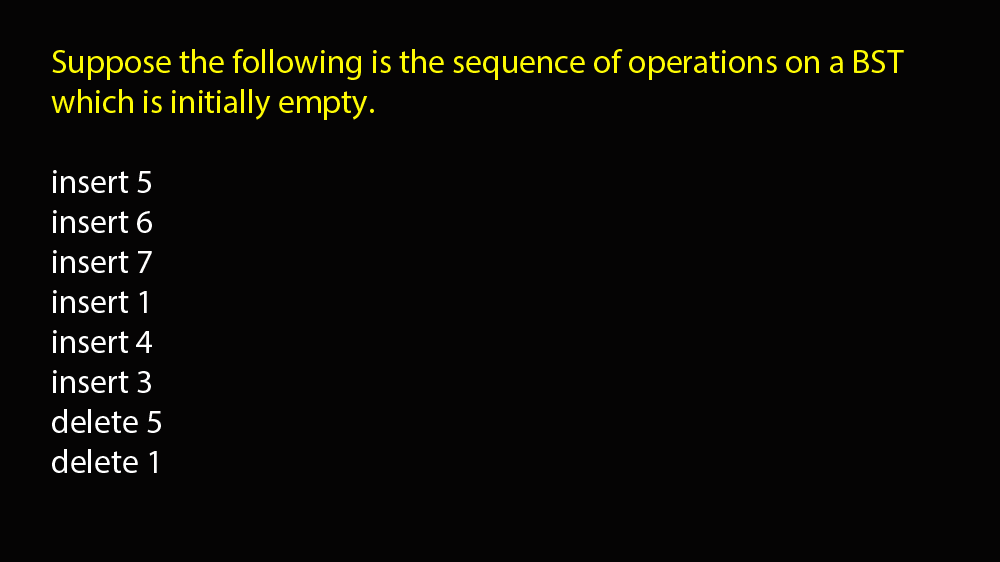 Suppose the following is the sequence of operations on a BST
which is initially empty.
insert 5
insert 6
insert 7
insert 1
insert 4
insert 3
delete 5
delete 1